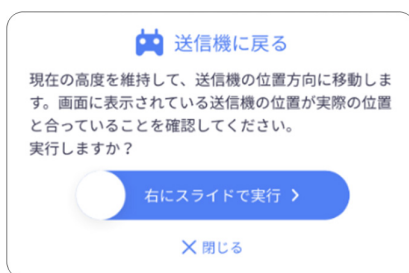 送信機に戻る
現在の高度を維持して、送信機の位置方向に移動しま
す。画面に表示されている送信機の位置が実際の位置
と合っていることを確認してください。
実行しますか？
右にスライドで実行
閉じる